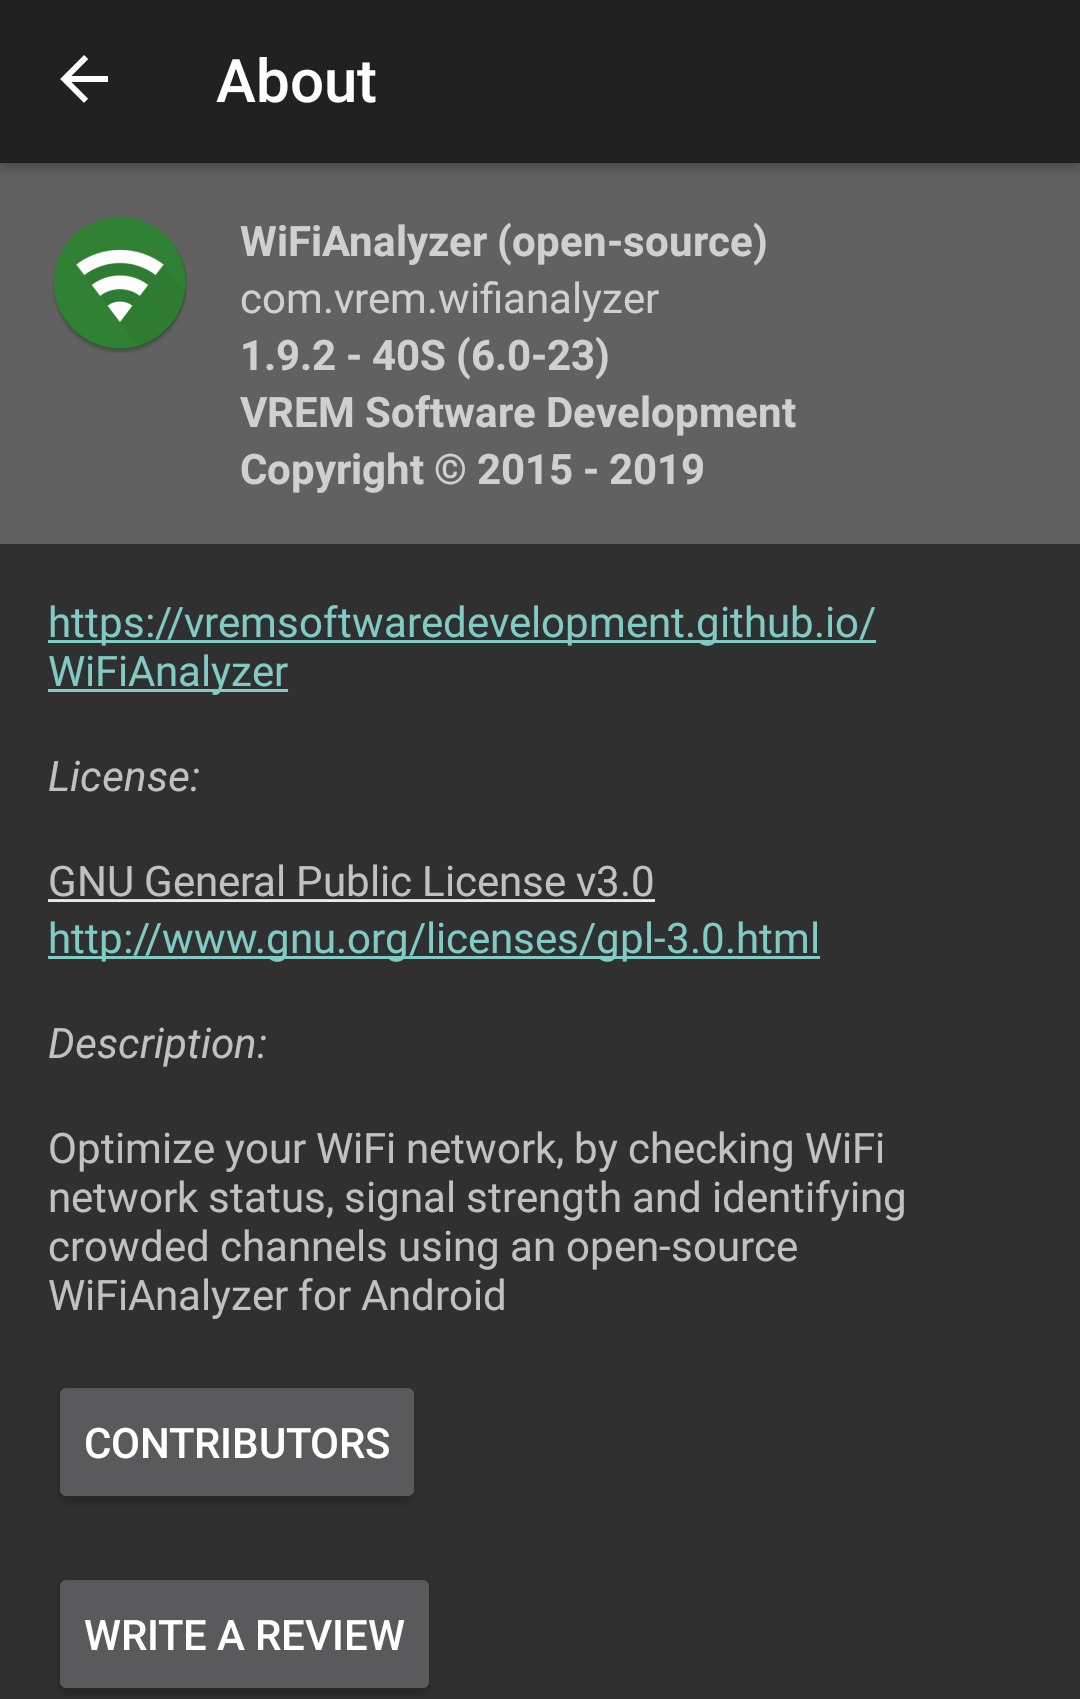 About
WiFiAnalyzer (open-source)
com.vrem.wifianalyzer
1.9.2 - 40S (6.0-23)
VREM Software Development
Copyright © 2015 - 2019
https://vremsoftwaredevelopment.github.io/
WiFiAnalyzer
License:
GNU General Public License v3.0
http://www.gnu.org/licenses/gpl-3.0.html
Description:
Optimize your WiFi network, by checking WiFi
network status, signal strength and identifying
crowded channels using an open-source
WiFiAnalyzer for Android
CONTRIBUTORS
WRITE A REVIEW